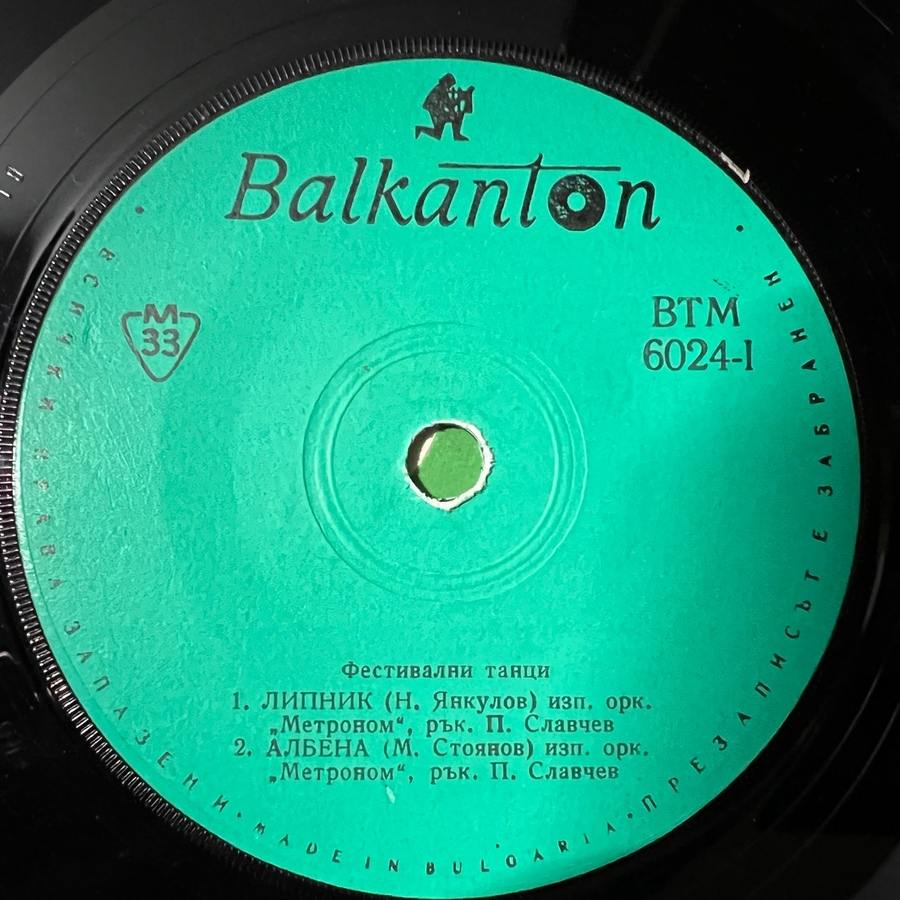 Balkanton
M
33
BTM
6024-I
Фестивални танци
1. ЛИПНИК (Н. Янкулов) изп. орк.
„Метроном“, рък. П. Славчев
2. АЛБЕНА (М. Стоянов) изп. орк.
„Метроном“, рък. П. Славчев
ВСИЧКИ ПРАВА ЗАПАЗЕНИ · MADE IN BULGARIA · ПРЕЗАПИСЪТ Е ЗАБРАНЕН